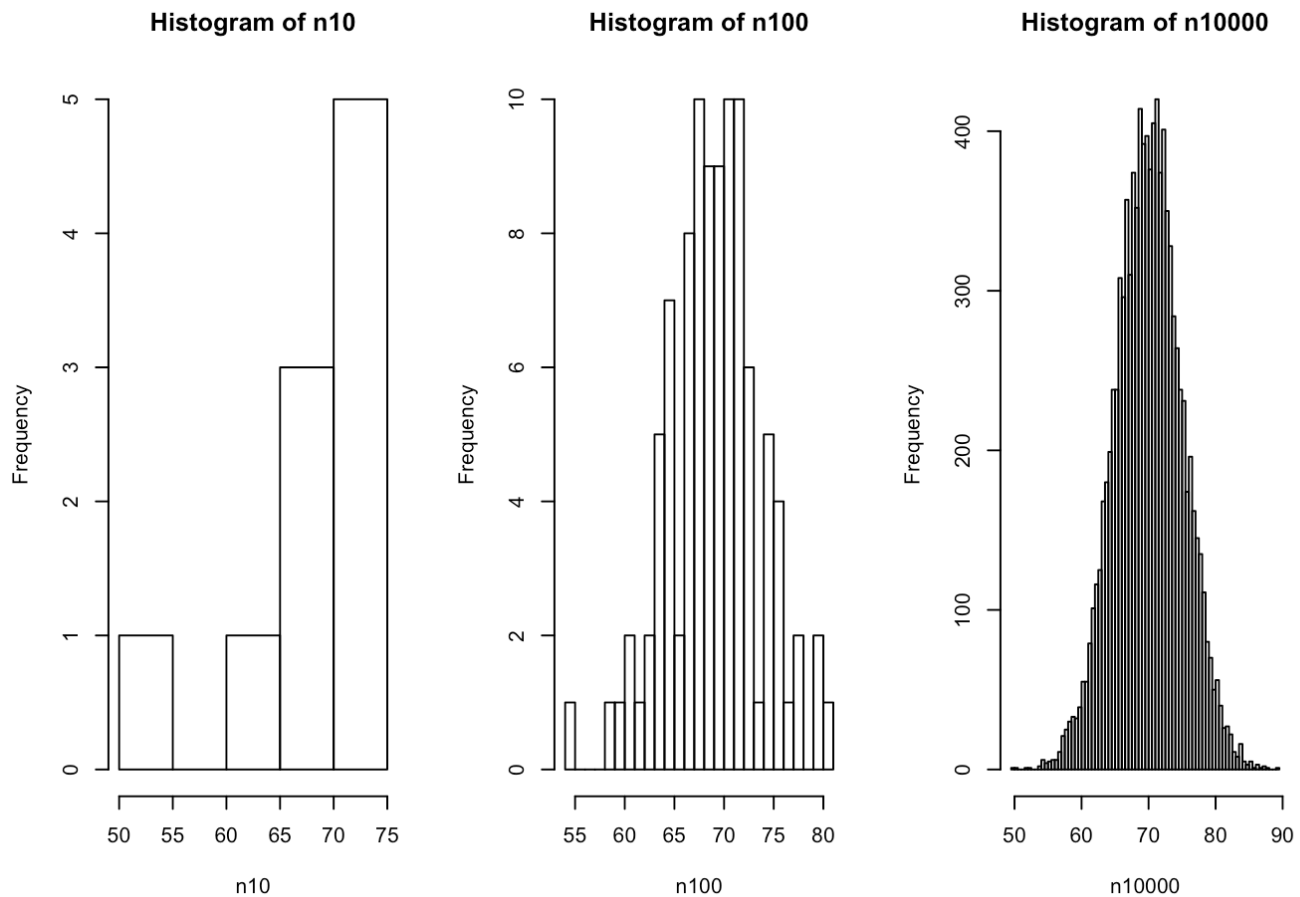 Histogram of n10
Frequency
5
4
3
2
1
0
50 55 60 65 70 75
n10
Histogram of n100
Frequency
10
8
6
4
2
0
55 60 65 70 75 80
n100
Histogram of n10000
Frequency
400
300
200
100
0
50 60 70 80 90
n10000